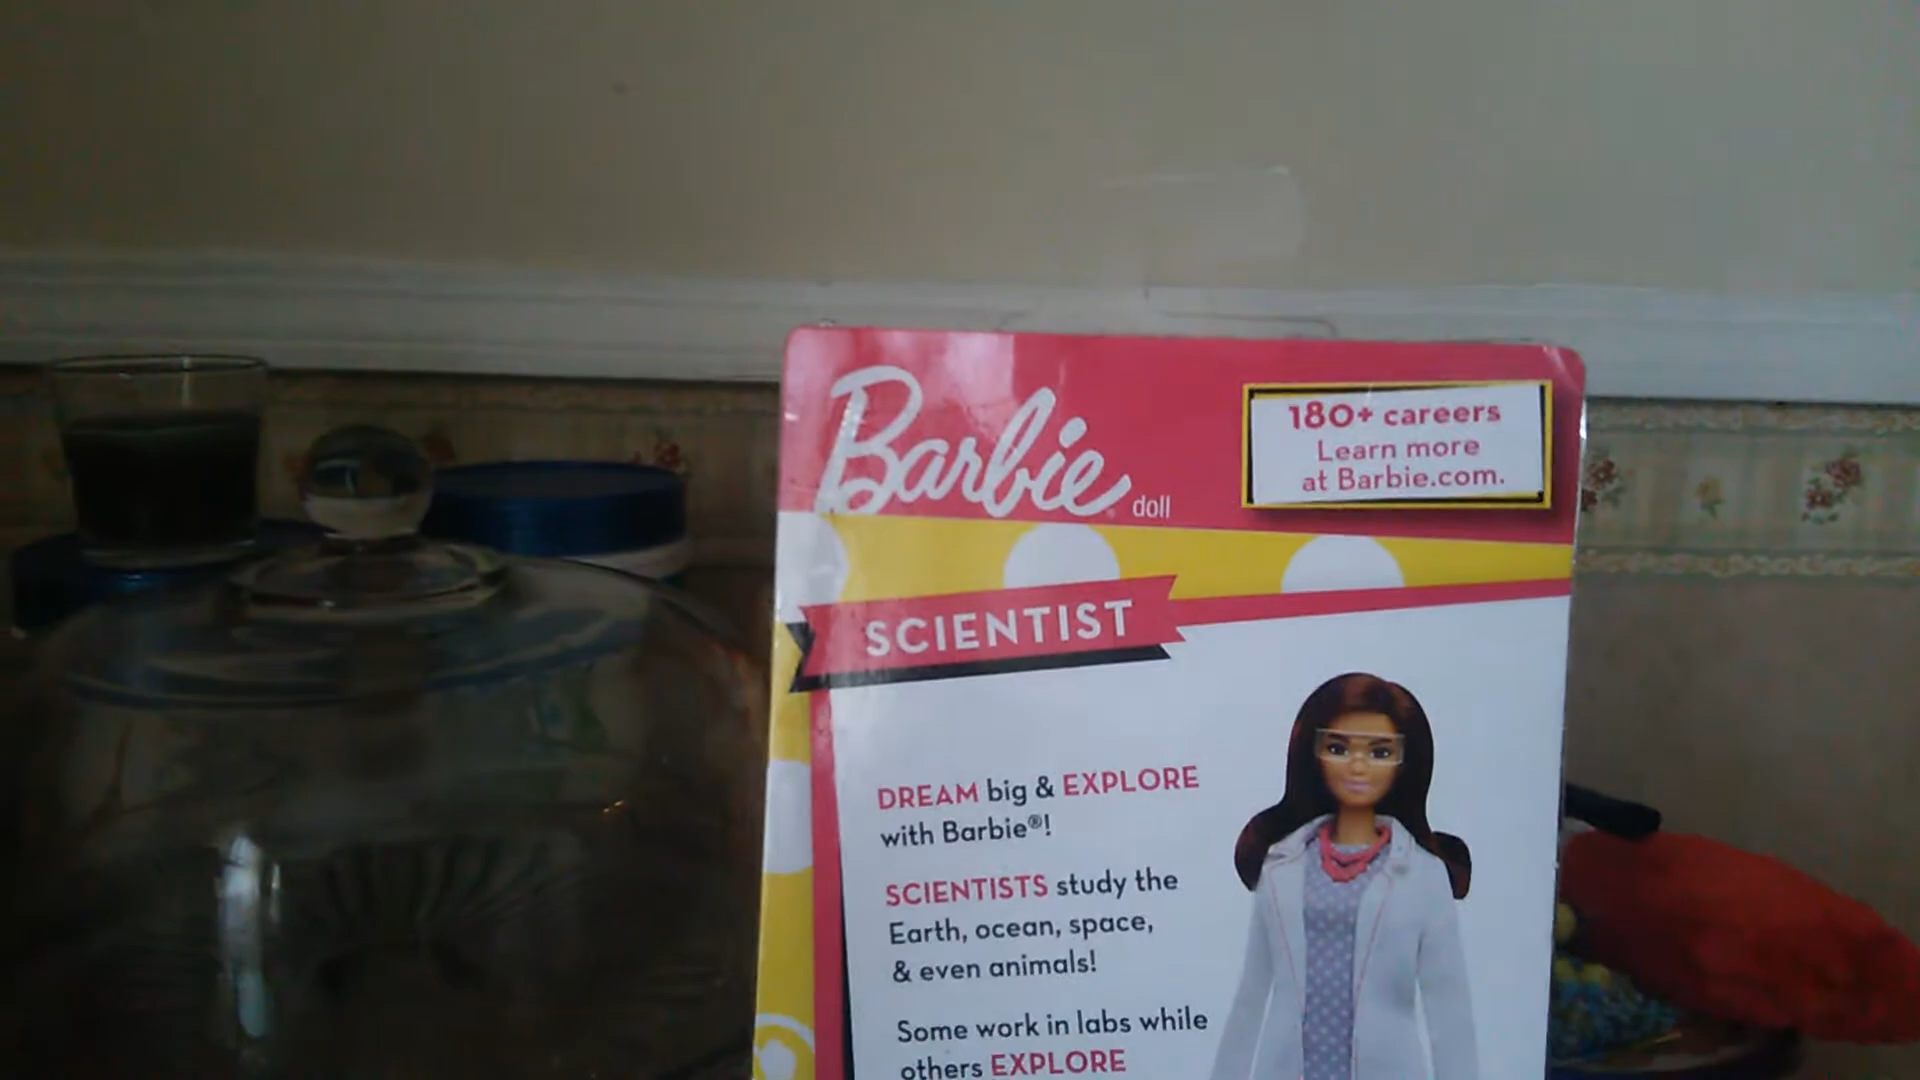 Barbie® doll
180+ careers
Learn more
at Barbie.com.
SCIENTIST
DREAM big & EXPLORE
with Barbie®!
SCIENTISTS study the
Earth, ocean, space,
& even animals!
Some work in labs while
others EXPLORE